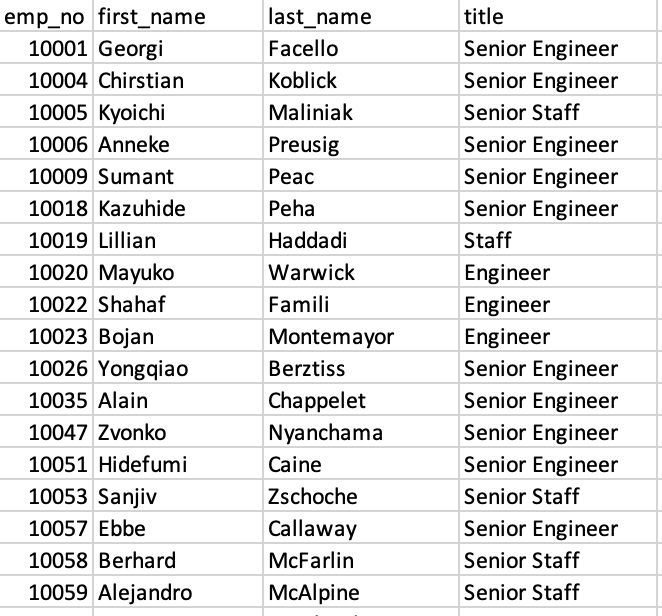 emp_no first_name last_name title
10001 Georgi Facello Senior Engineer
10004 Chirstian Koblick Senior Engineer
10005 Kyoichi Maliniak Senior Staff
10006 Anneke Preusig Senior Engineer
10009 Sumant Peac Senior Engineer
10018 Kazuhide Peha Senior Engineer
10019 Lillian Haddadi Staff
10020 Mayuko Warwick Engineer
10022 Shahaf Famili Engineer
10023 Bojan Montemayor Engineer
10026 Yongqiao Berztiss Senior Engineer
10035 Alain Chappelet Senior Engineer
10047 Zvonko Nyanchama Senior Engineer
10051 Hidefumi Caine Senior Engineer
10053 Sanjiv Zschoche Senior Staff
10057 Ebbe Callaway Senior Engineer
10058 Berhard McFarlin Senior Staff
10059 Alejandro McAlpine Senior Staff